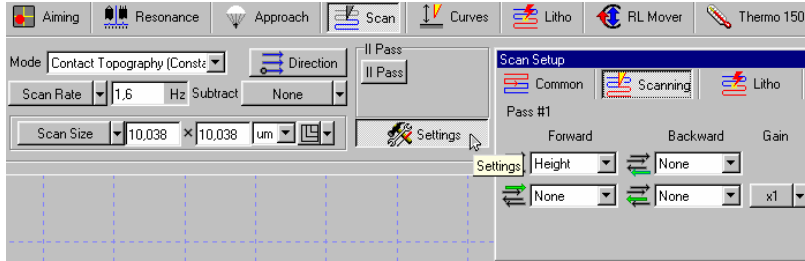 Aiming Resonance Approach Scan Curves Litho RL Mover Thermo 150
Mode Contact Topography (Consta Direction
II Pass
II Pass
Scan Rate 1,6 Hz Subtract None
Scan Size 10,038 × 10,038 um Settings
Settings
Scan Setup
Common Scanning Litho
Pass #1
Forward Backward Gain
Height None
None None x1